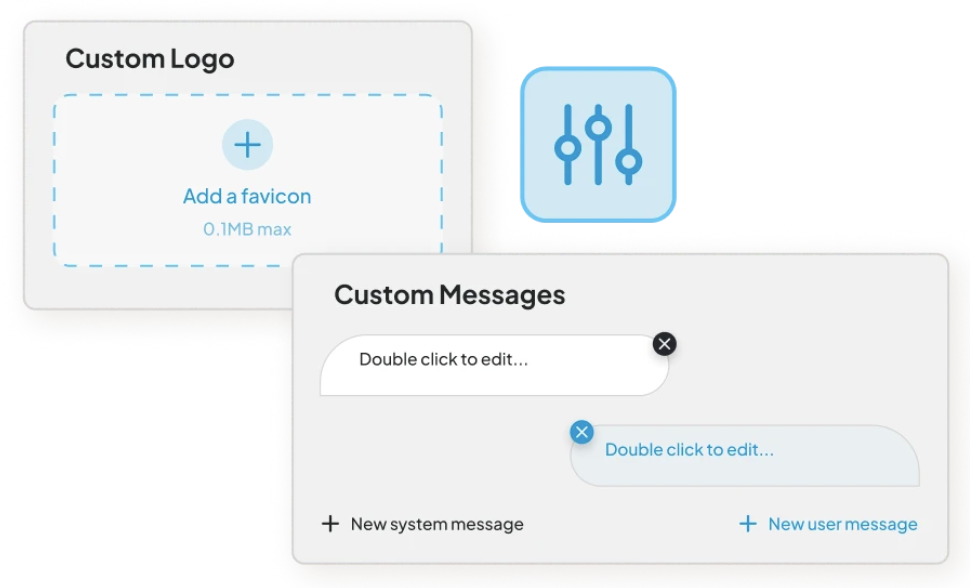 Custom Logo
Add a favicon
0.1MB max
Custom Messages
Double click to edit...
Double click to edit...
New system message
New user message